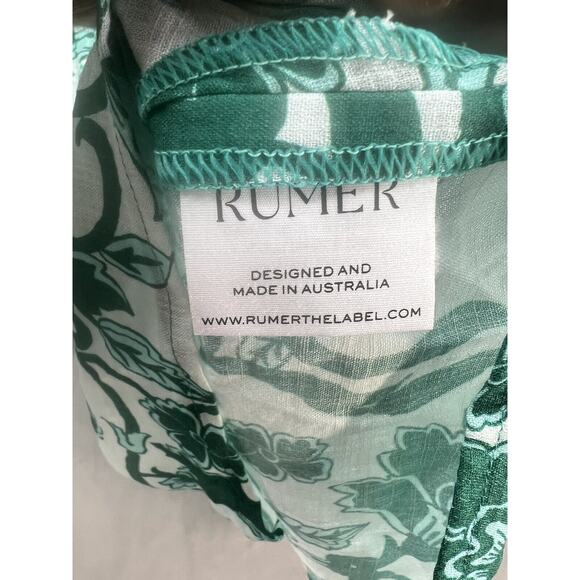 RUMER
DESIGNED AND
MADE IN AUSTRALIA
WWW.RUMERTHELABEL.COM